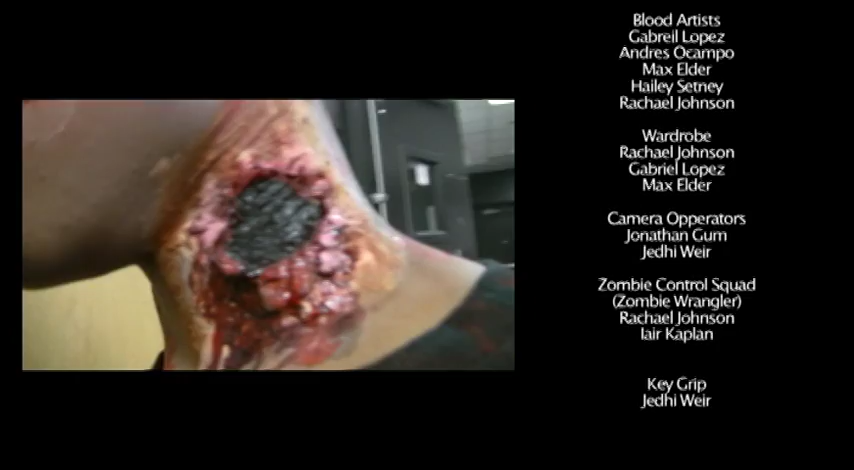 Blood Artists
Gabreil Lopez
Andres Ocampo
Max Elder
Hailey Setney
Rachael Johnson
Wardrobe
Rachael Johnson
Gabriel Lopez
Max Elder
Camera Opperators
Jonathan Gum
Jedhi Weir
Zombie Control Squad
(Zombie Wrangler)
Rachael Johnson
Iair Kaplan
Key Grip
Jedhi Weir